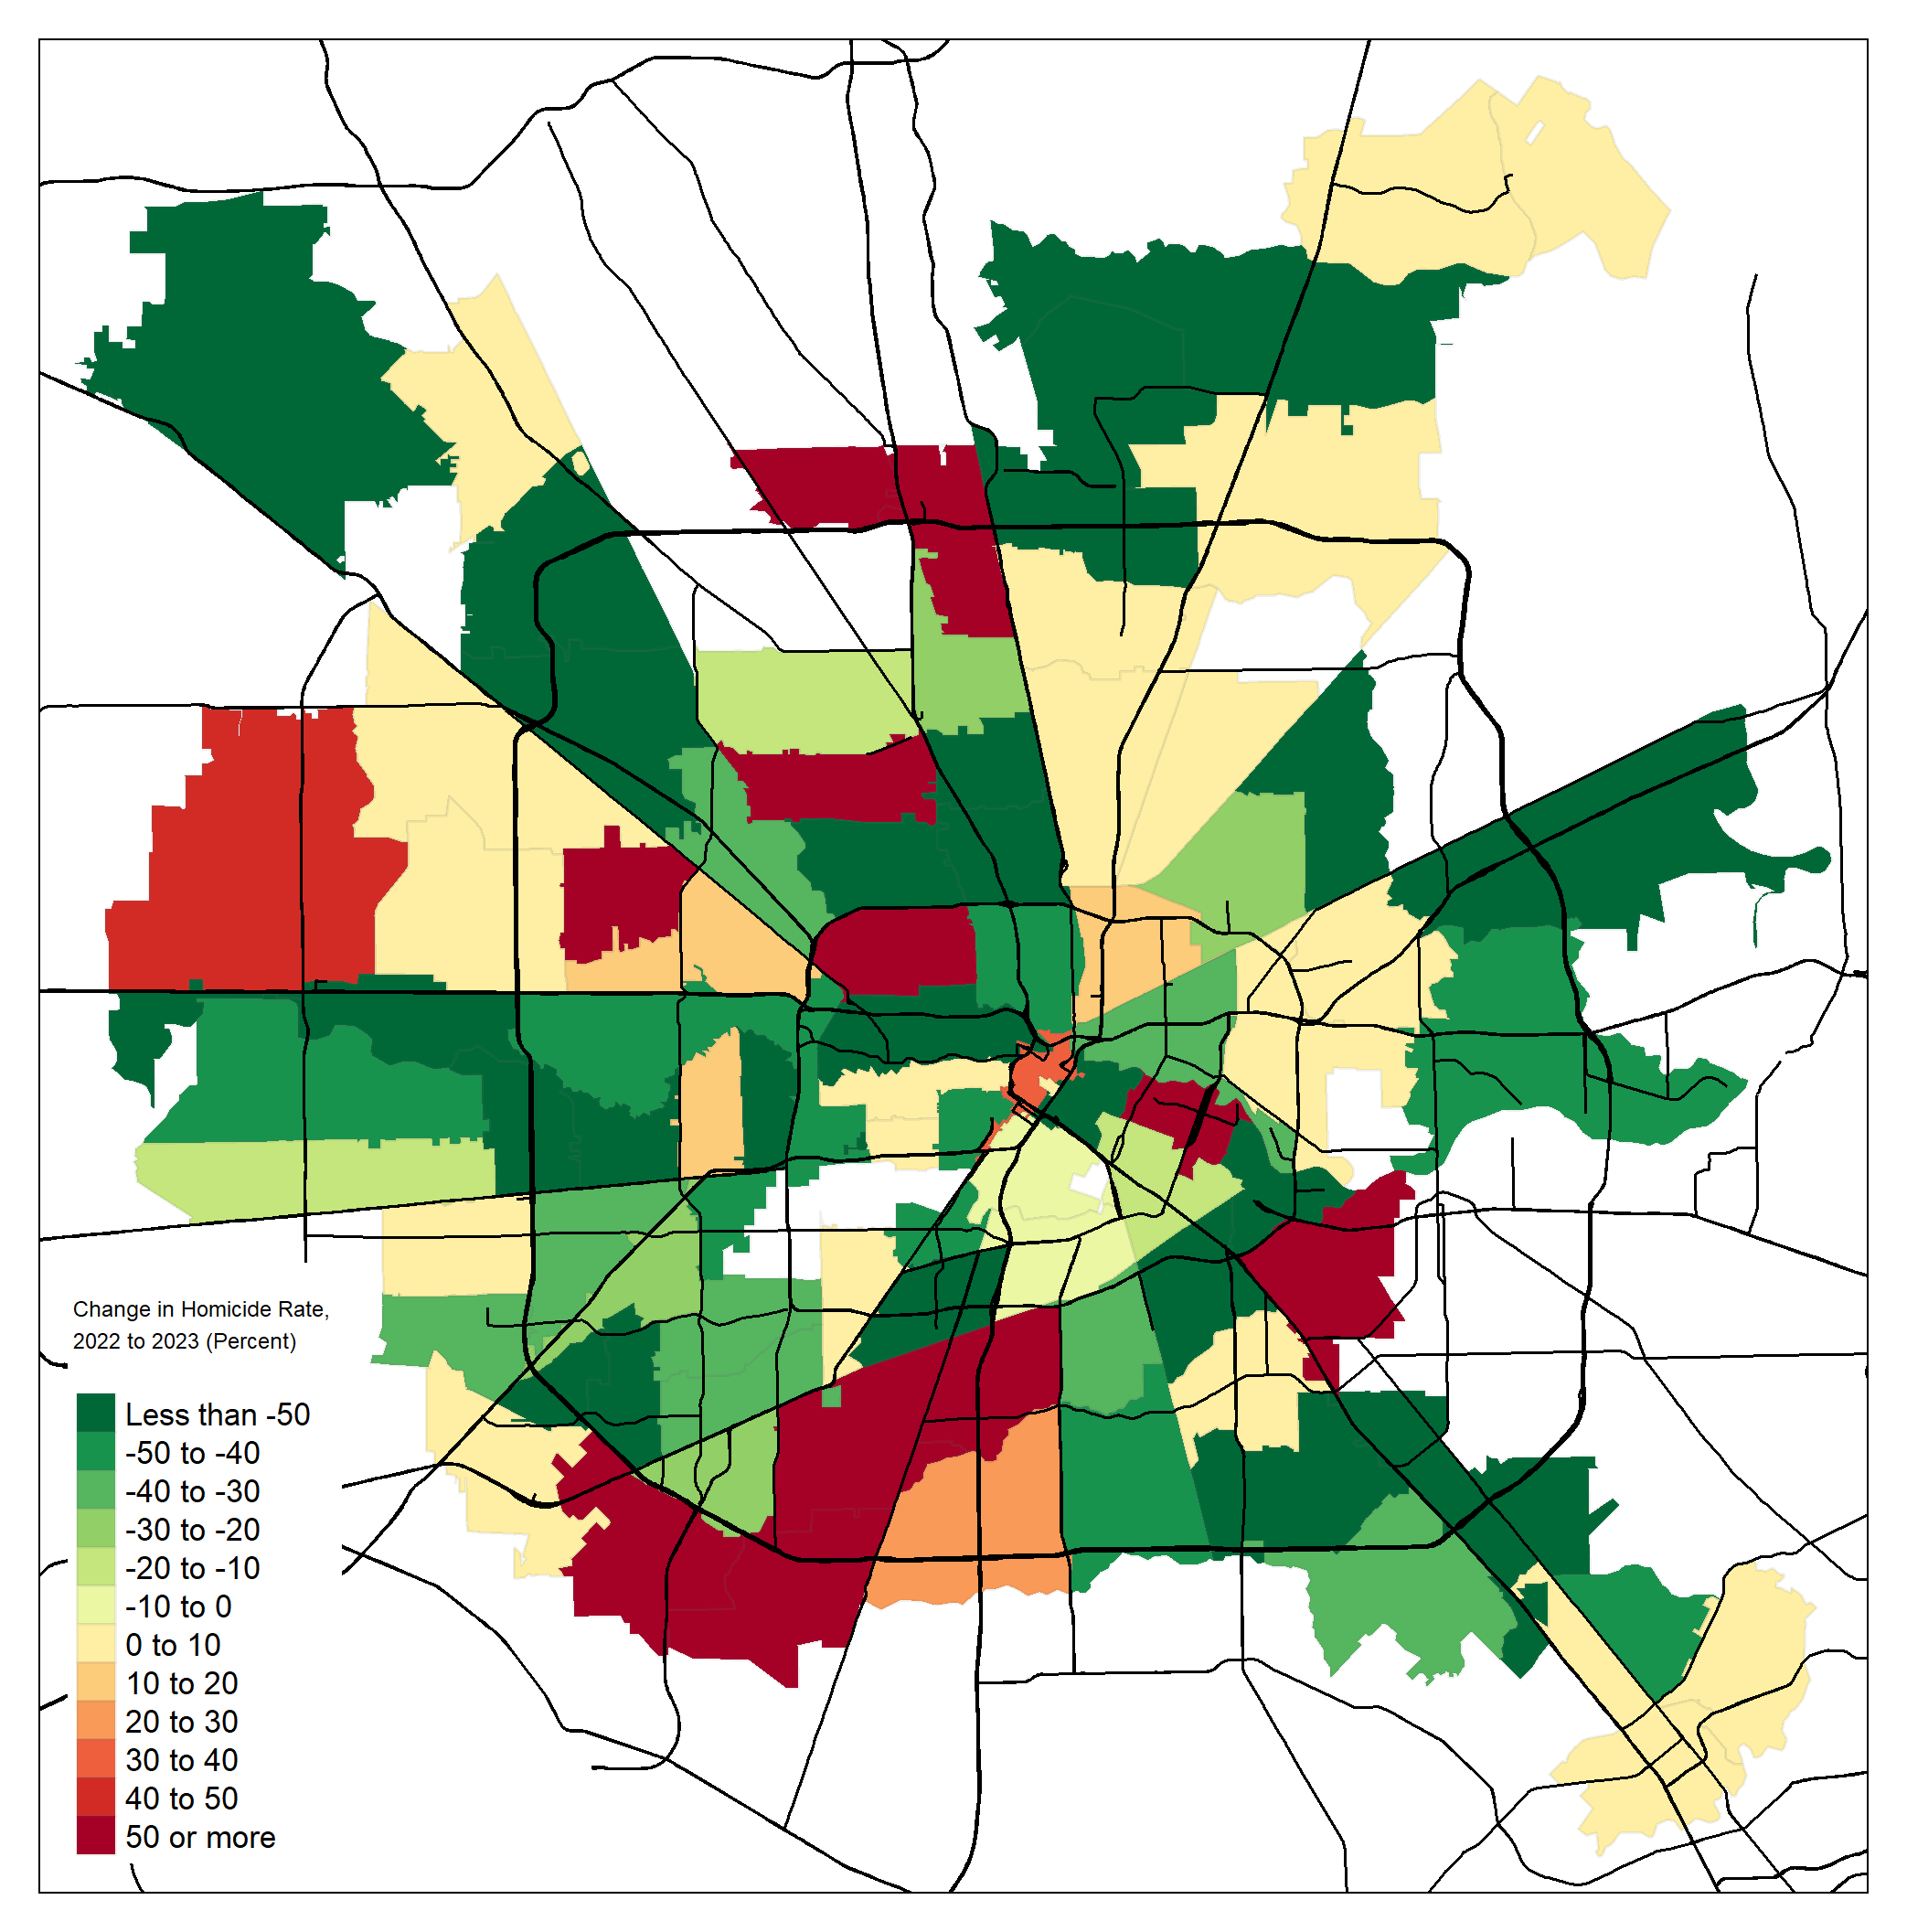 Change in Homicide Rate,
2022 to 2023 (Percent)
Less than -50
-50 to -40
-40 to -30
-30 to -20
-20 to -10
-10 to 0
0 to 10
10 to 20
20 to 30
30 to 40
40 to 50
50 or more